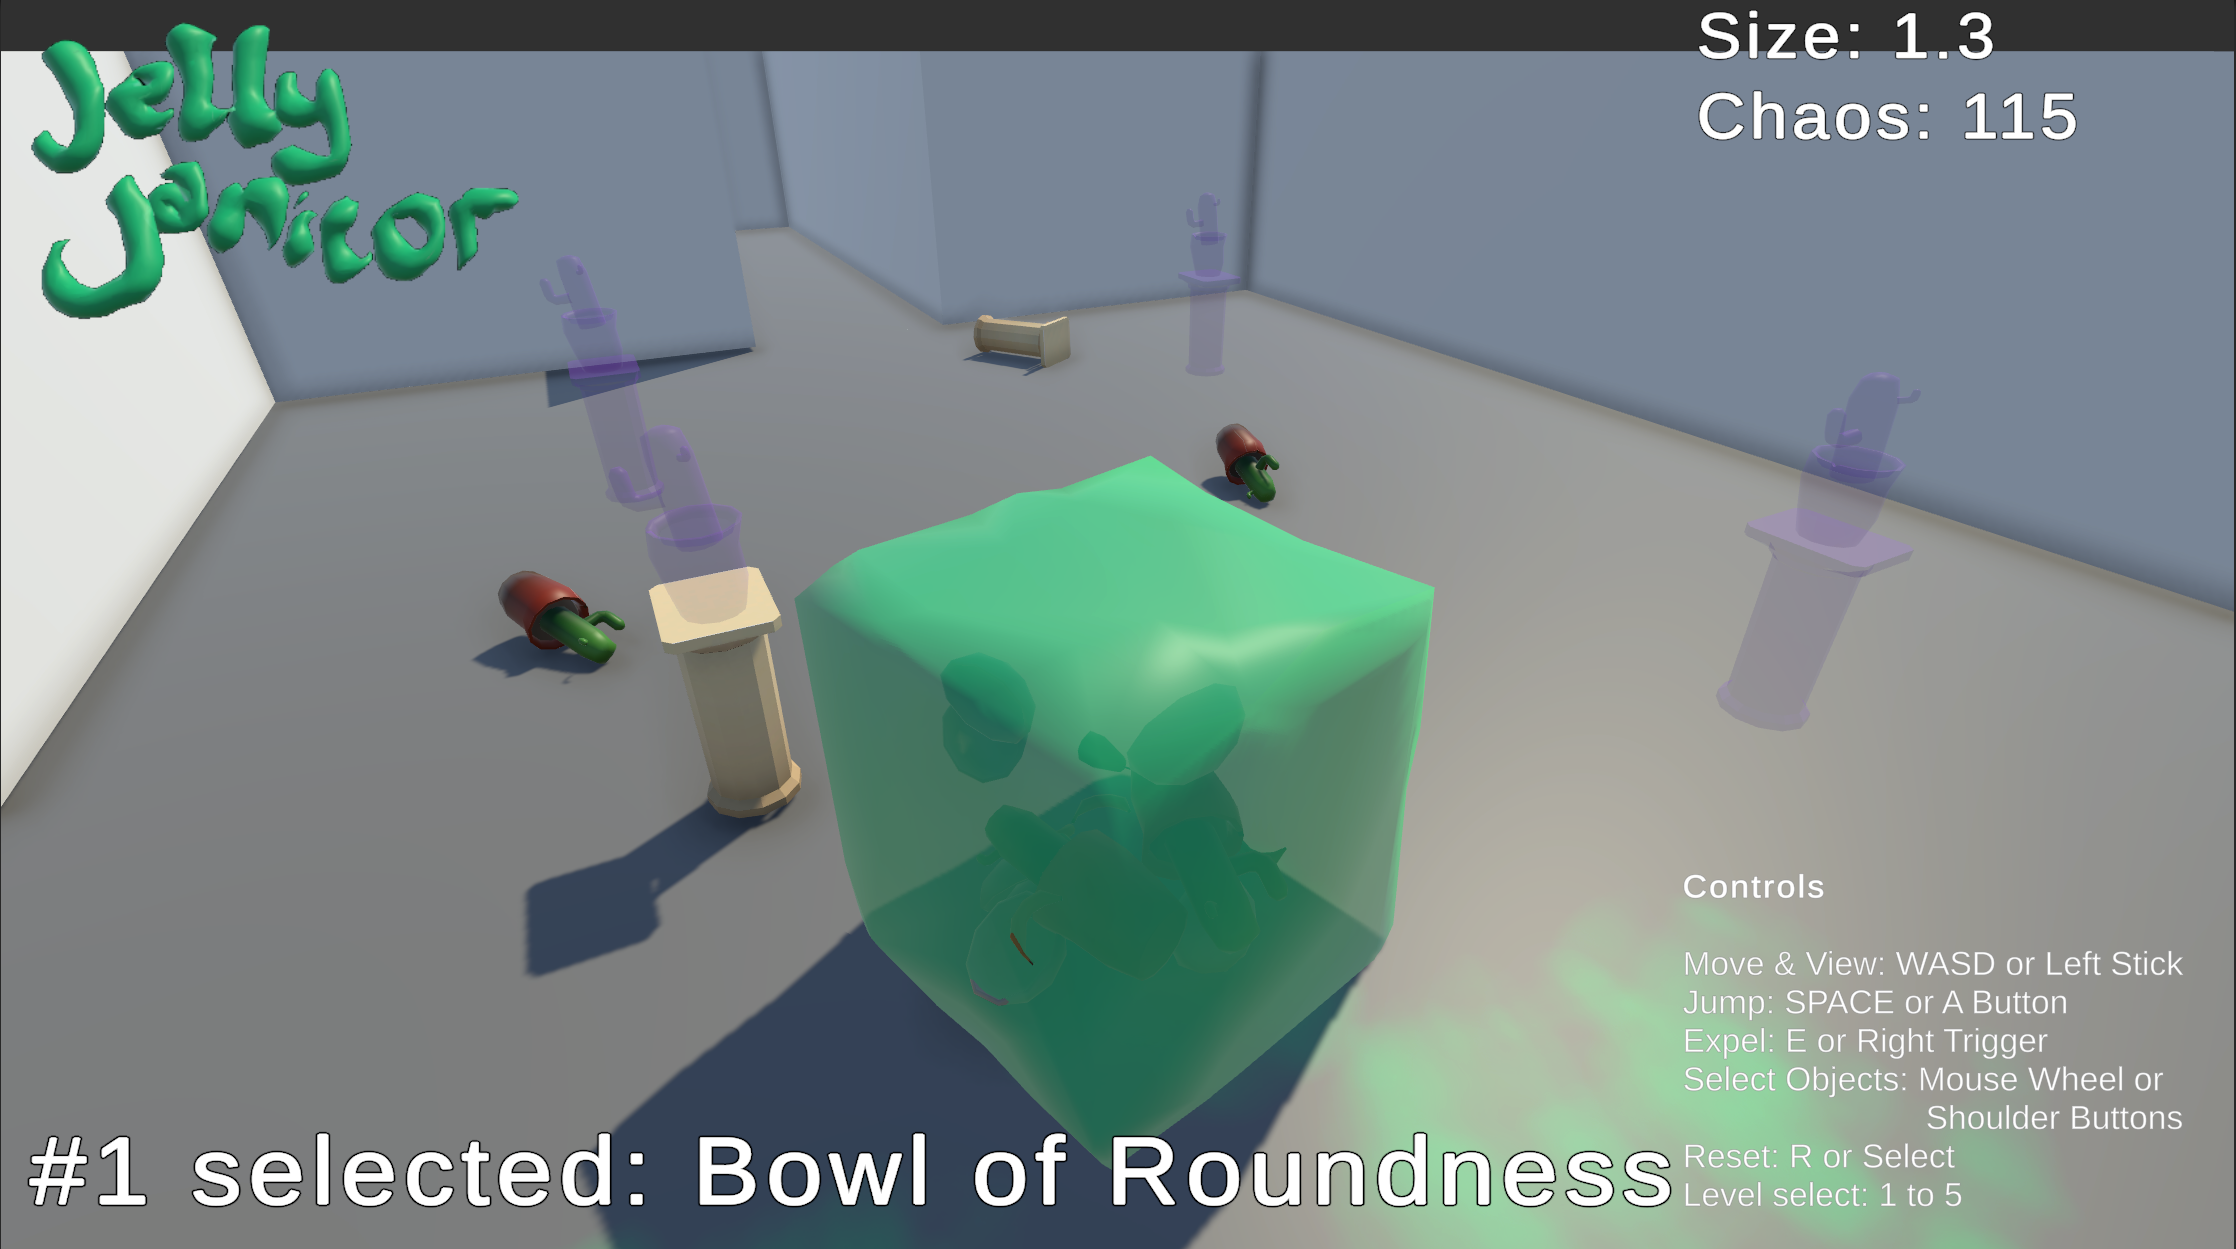 Jelly
Janitor
Size: 1.3
Chaos: 115
Controls
Move & View: WASD or Left Stick
Jump: SPACE or A Button
Expel: E or Right Trigger
Select Objects: Mouse Wheel or
Shoulder Buttons
Reset: R or Select
Level select: 1 to 5
#1 selected: Bowl of Roundness